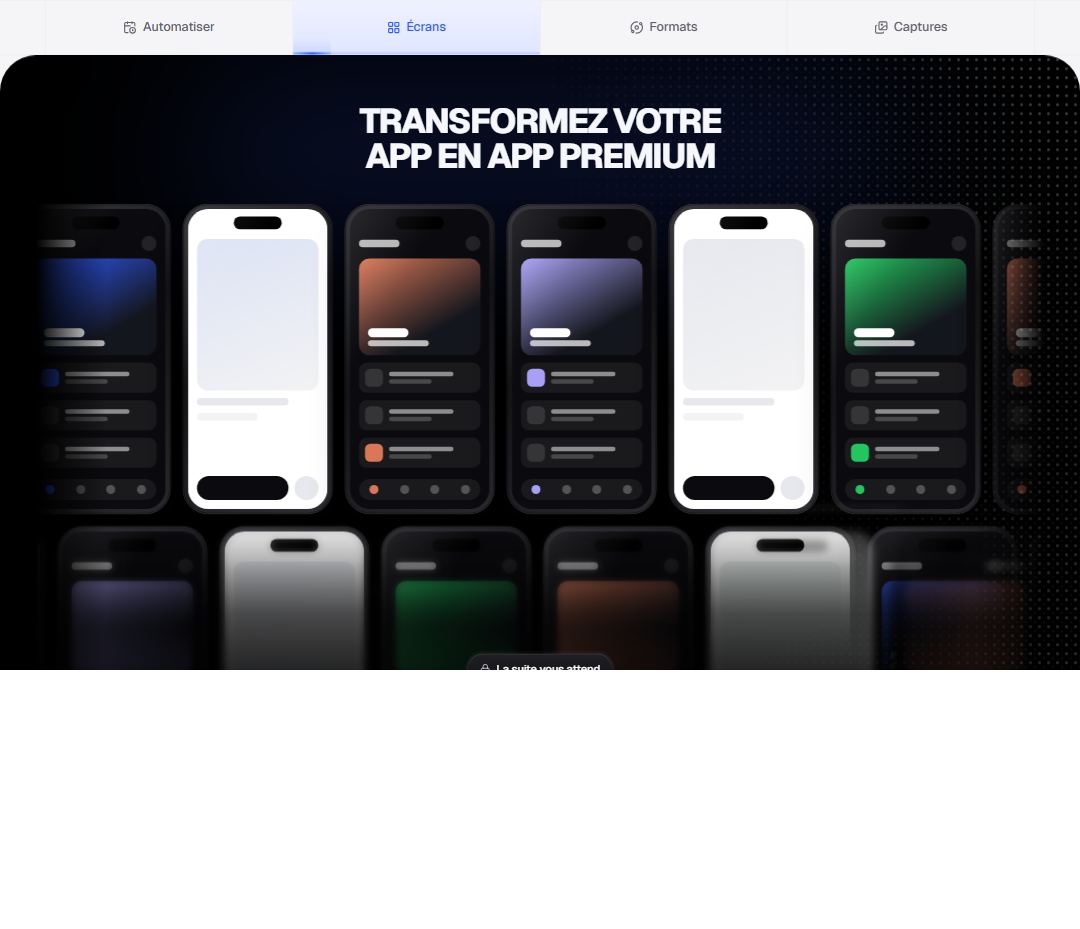 Automatiser
Écrans
Formats
Captures
TRANSFORMEZ VOTRE
APP EN APP PREMIUM
La suite vous attend